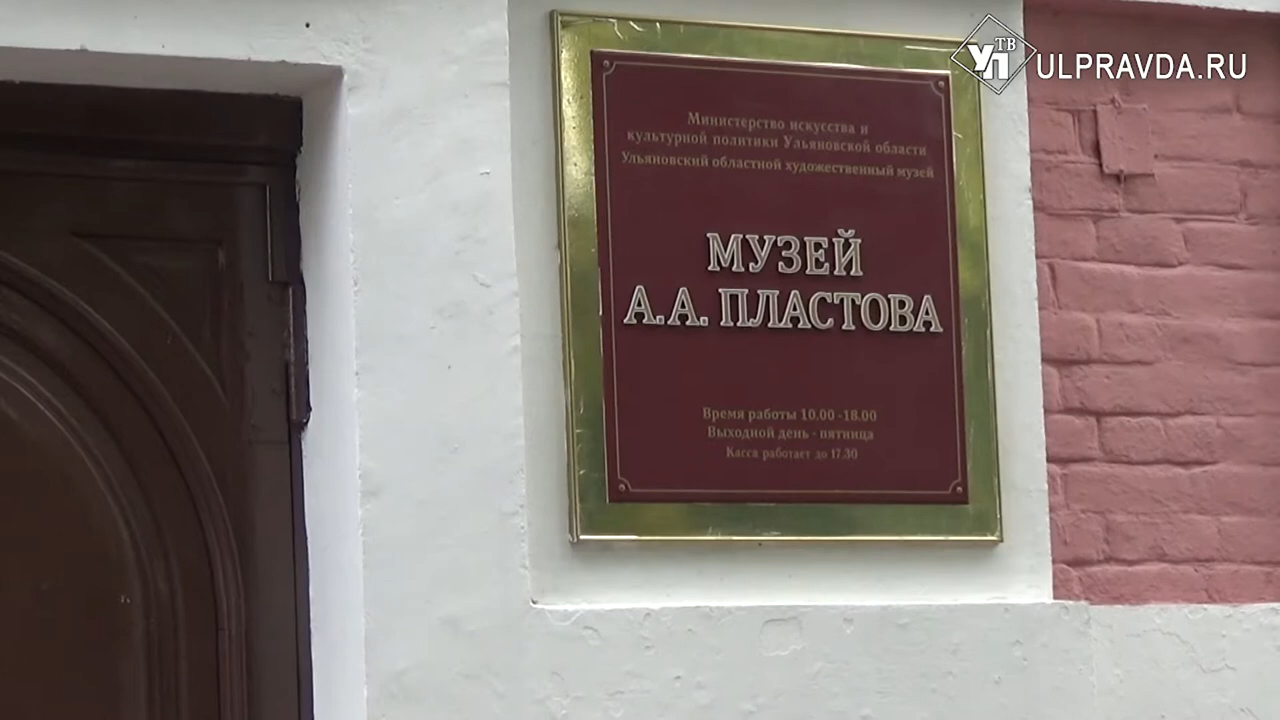 УП ТВ
ULPRAVDA.RU
Министерство искусства и
культурной политики Ульяновской области
Ульяновский областной художественный музей
МУЗЕЙ
А.А. ПЛАСТОВА
Время работы 10.00 -18.00
Выходной день - пятница
Касса работает до 17.30